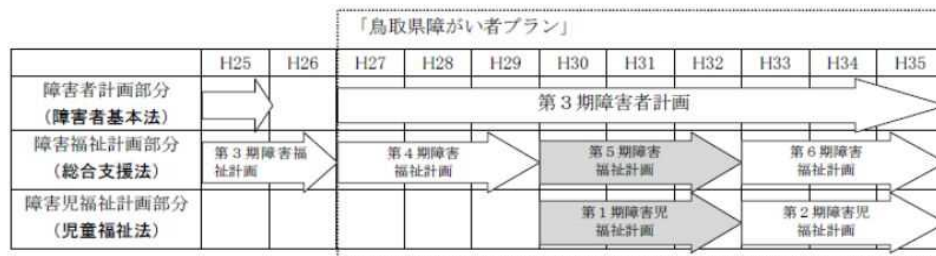 「鳥取県障がい者プラン」
H25 H26 H27 H28 H29 H30 H31 H32 H33 H34 H35
障害者計画部分
（障害者基本法）
第３期障害者計画
障害福祉計画部分
（総合支援法）
第３期障害福
祉計画
第４期障害
福祉計画
第５期障害
福祉計画
第６期障害
福祉計画
障害児福祉計画部分
（児童福祉法）
第１期障害児
福祉計画
第２期障害児
福祉計画